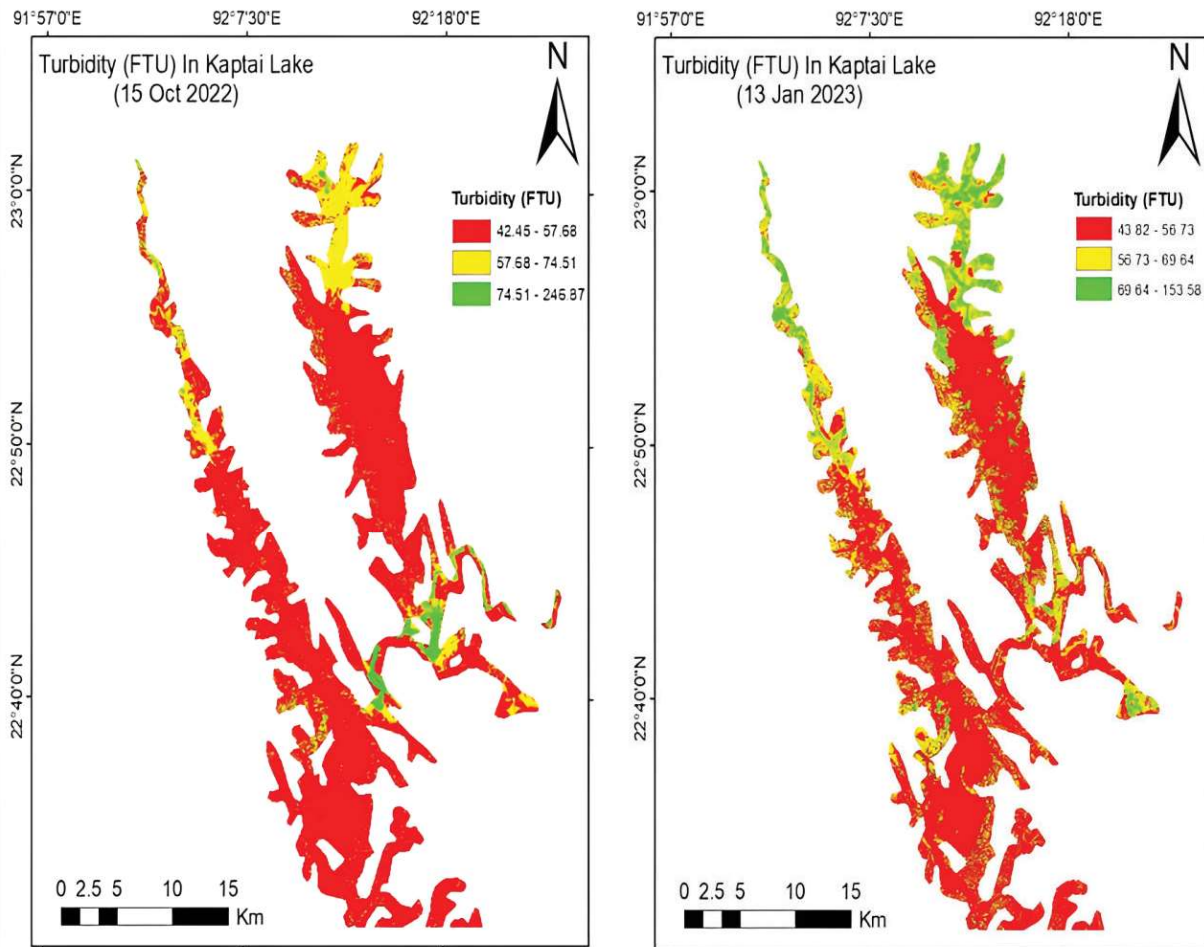 91°57'0"E 92°7'30"E 92°18'0"E
Turbidity (FTU) In Kaptai Lake
(15 Oct 2022)
N
23°0'0"N
22°50'0"N
22°40'0"N
Turbidity (FTU)
42.45 - 57.68
57.68 - 74.51
74.51 - 246.87
0 2.5 5 10 15
Km
91°57'0"E 92°7'30"E 92°18'0"E
Turbidity (FTU) In Kaptai Lake
(13 Jan 2023)
N
23°0'0"N
22°50'0"N
22°40'0"N
Turbidity (FTU)
43 82 - 56 73
56 73 - 69 64
69 64 - 153 58
0 2.5 5 10 15
Km